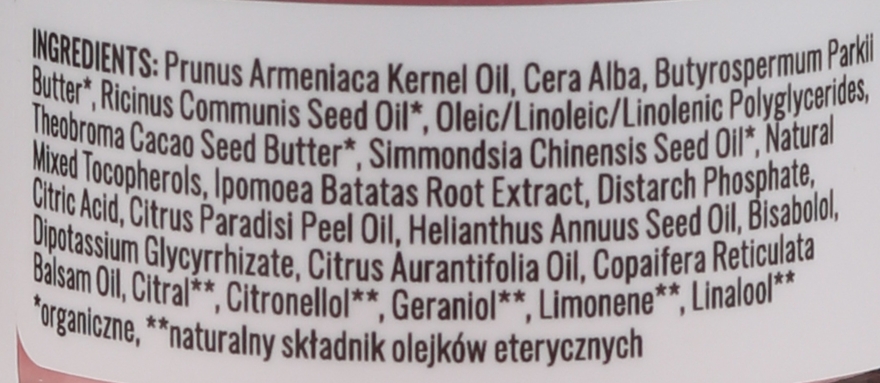 INGREDIENTS: Prunus Armeniaca Kernel Oil, Cera Alba, Butyrospermum Parkii
Butter*, Ricinus Communis Seed Oil*, Oleic/Linoleic/Linolenic Polyglycerides,
Theobroma Cacao Seed Butter*, Simmondsia Chinensis Seed Oil*, Natural
Mixed Tocopherols, Ipomoea Batatas Root Extract, Distarch Phosphate,
Citric Acid, Citrus Paradisi Peel Oil, Helianthus Annuus Seed Oil, Bisabolol,
Dipotassium Glycyrrhizate, Citrus Aurantifolia Oil, Copaifera Reticulata
Balsam Oil, Citral**, Citronellol**, Geraniol**, Limonene**, Linalool**
*organiczne, **naturalny składnik olejków eterycznych